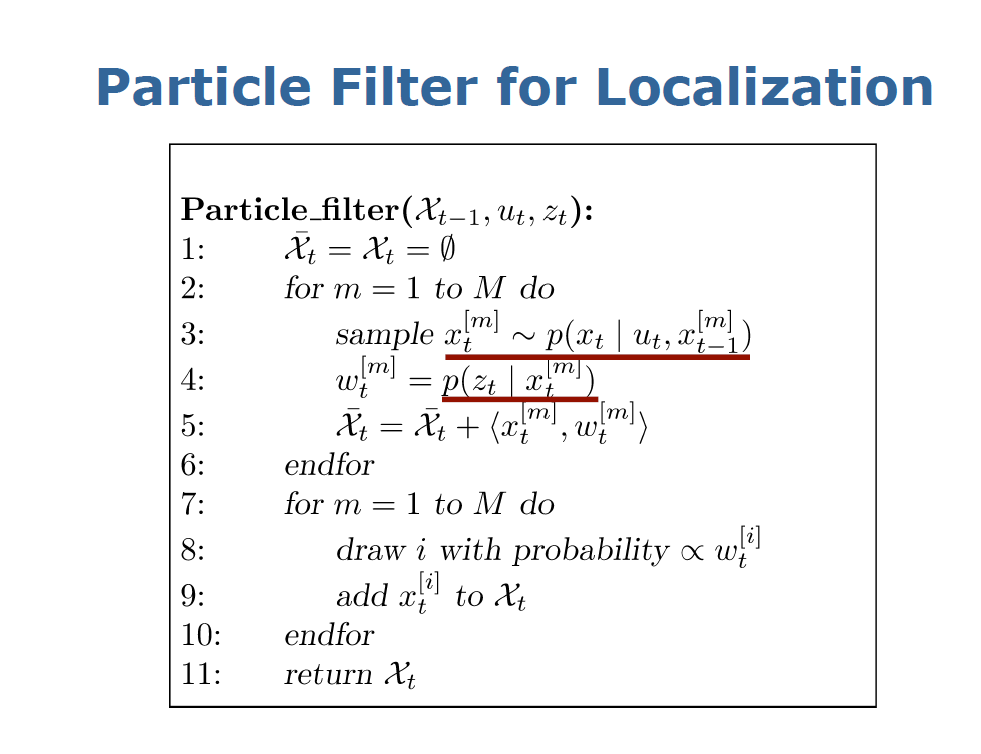 Particle Filter for Localization
Particle_filter(𝒳_{t−1}, u_t, z_t):
1: 𝒳̄_t = 𝒳_t = ∅
2: for m = 1 to M do
3: sample x_t^{[m]} ∼ p(x_t | u_t, x_{t−1}^{[m]})
4: w_t^{[m]} = p(z_t | x_t^{[m]})
5: 𝒳̄_t = 𝒳̄_t + ⟨x_t^{[m]}, w_t^{[m]}⟩
6: endfor
7: for m = 1 to M do
8: draw i with probability ∝ w_t^{[i]}
9: add x_t^{[i]} to 𝒳_t
10: endfor
11: return 𝒳_t